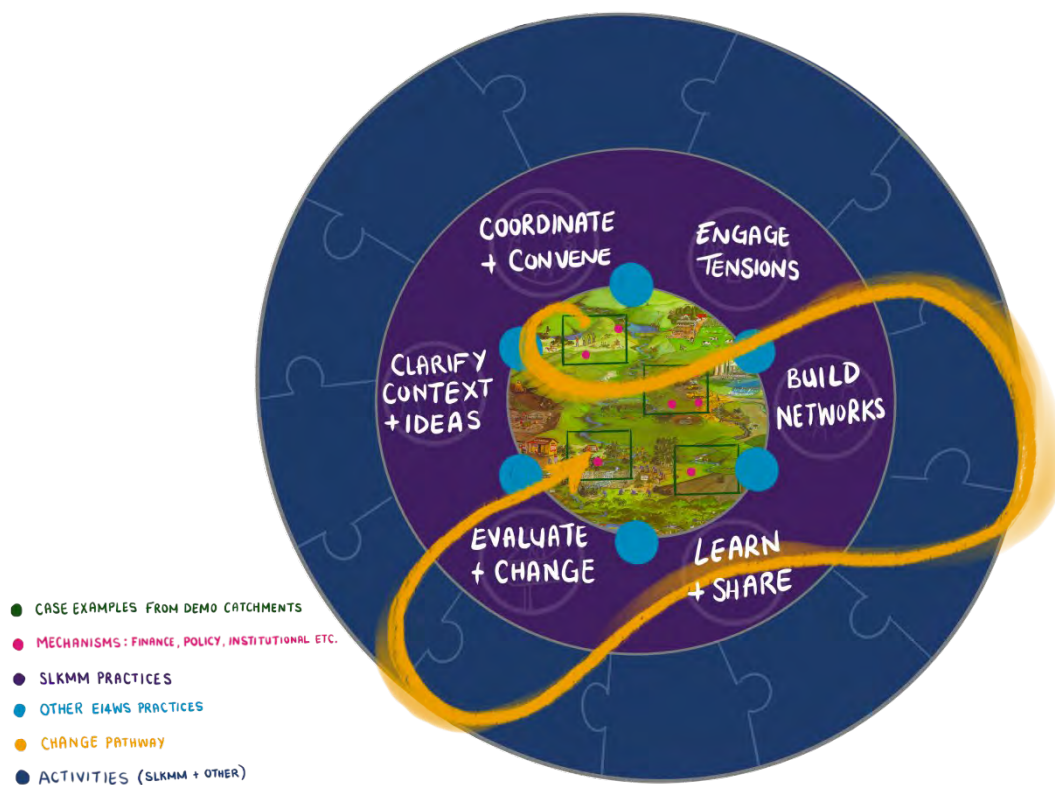 COORDINATE
+ CONVENE
ENGAGE
TENSIONS
CLARIFY
CONTEXT
+ IDEAS
BUILD
NETWORKS
EVALUATE
+ CHANGE
LEARN
+ SHARE
CASE EXAMPLES FROM DEMO CATCHMENTS
MECHANISMS: FINANCE, POLICY, INSTITUTIONAL ETC.
SLKMM PRACTICES
OTHER EI4WS PRACTICES
CHANGE PATHWAY
ACTIVITIES (SLKMM + OTHER)